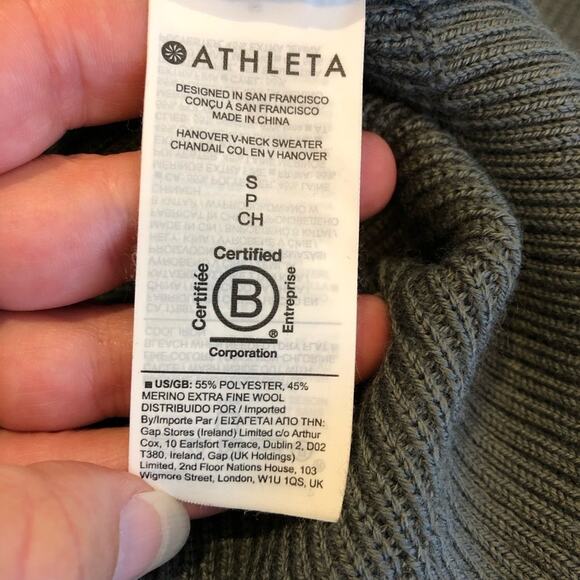 ATHLETA
DESIGNED IN SAN FRANCISCO
CONÇU À SAN FRANCISCO
MADE IN CHINA
HANOVER V-NECK SWEATER
CHANDAIL COL EN V HANOVER
S
P
CH
Certified
Certifiée
B
Entreprise
®
Corporation
US/GB: 55% POLYESTER, 45%
MERINO EXTRA FINE WOOL
DISTRIBUIDO POR / Imported
By/Importe Par / ΕΙΣΑΓΕΤΑΙ ΑΠΟ ΤΗΝ:
Gap Stores (Ireland) Limited c/o Arthur
Cox, 10 Earlsfort Terrace, Dublin 2, D02
T380, Ireland, Gap (UK Holdings)
Limited, 2nd Floor Nations House, 103
Wigmore Street, London, W1U 1QS, UK